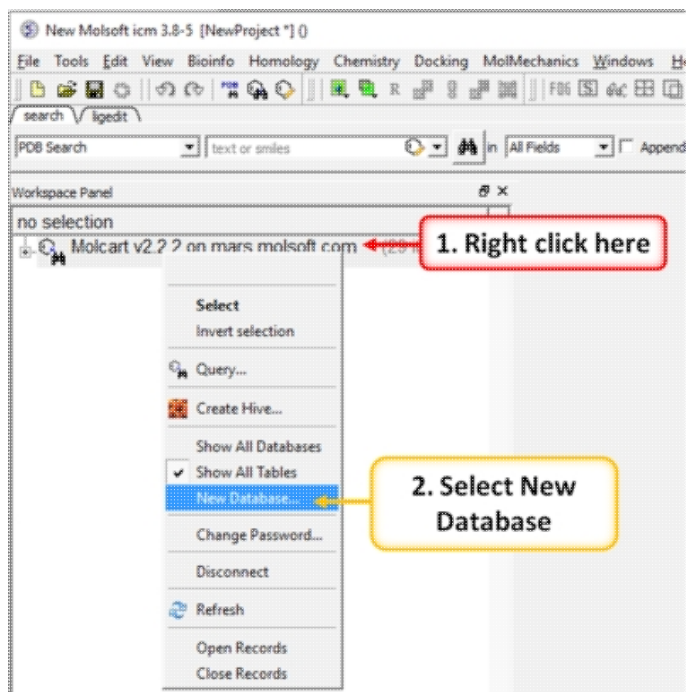 New Molsoft icm 3.8-5 [NewProject *] ()
File Tools Edit View Bioinfo Homology Chemistry Docking MolMechanics Windows
R FOG S
search ligedit
PDB Search text or smiles in All Fields Append
Workspace Panel
no selection
Molcart v2.2.2 on mars.molsoft.com
1. Right click here
Select
Invert selection
Query...
Create Hive...
Show All Databases
Show All Tables
New Database...
2. Select New
Database
Change Password...
Disconnect
Refresh
Open Records
Close Records